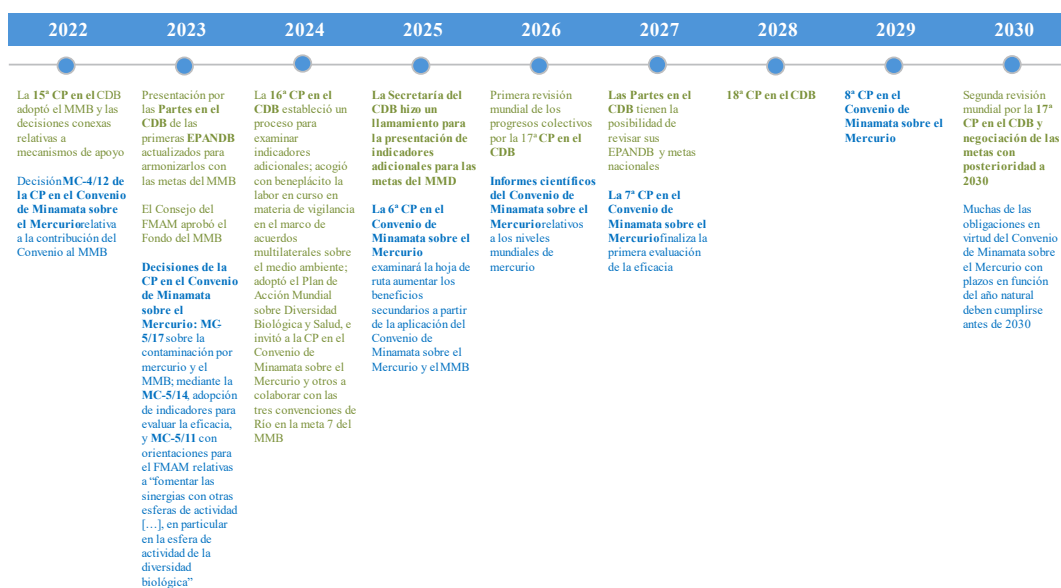 2022
2023
2024
2025
2026
2027
2028
2029
2030
La 15ª CP en el CDB
adoptó el MMB y las
decisiones conexas
relativas a
mecanismos de apoyo
Decisión MC-4/12 de
la CP en el Convenio
de Minamata sobre
el Mercurio relativa
a la contribución del
Convenio al MMB
Presentación por
las Partes en el
CDB de las
primeras EPANDB
actualizados para
armonizarlos con
las metas del MMB
El Consejo del
FMAM aprobó el
Fondo del MMB
Decisiones de la
CP en el Convenio
de Minamata
sobre el
Mercurio: MC-
5/17 sobre la
contaminación por
mercurio y el
MMB; mediante la
MC-5/14, adopción
de indicadores para
evaluar la eficacia,
y MC-5/11 con
orientaciones para
el FMAM relativas
a “fomentar las
sinergias con otras
esferas de actividad
[…], en particular
en la esfera de
actividad de la
diversidad
biológica”
La 16ª CP en el
CDB estableció un
proceso para
examinar
indicadores
adicionales; acogió
con beneplácito la
labor en curso en
materia de vigilancia
en el marco de
acuerdos
multilaterales sobre
el medio ambiente;
adoptó el Plan de
Acción Mundial
sobre Diversidad
Biológica y Salud, e
invitó a la CP en el
Convenio de
Minamata sobre el
Mercurio y otros a
colaborar con las
tres convenciones de
Río en la meta 7 del
MMB
La Secretaría del
CDB hizo un
llamamiento para
la presentación de
indicadores
adicionales para las
metas del MMD
La 6ª CP en el
Convenio de
Minamata sobre el
Mercurio
examinará la hoja de
ruta aumentar los
beneficios
secundarios a partir
de la aplicación del
Convenio de
Minamata sobre el
Mercurio y el MMB
Primera revisión
mundial de los
progresos colectivos
por la 17ª CP en el
CDB
Informes científicos
del Convenio de
Minamata sobre el
Mercurio relativos
a los niveles
mundiales de
mercurio
Las Partes en el
CDB tienen la
posibilidad de
revisar sus
EPANDB y metas
nacionales
La 7ª CP en el
Convenio de
Minamata sobre el
Mercurio finaliza la
primera evaluación
de la eficacia
18ª CP en el CDB
8ª CP en el
Convenio de
Minamata sobre el
Mercurio
Segunda revisión
mundial por la 17ª
CP en el CDB y
negociación de las
metas con
posterioridad a
2030
Muchas de las
obligaciones en
virtud del Convenio
de Minamata sobre
el Mercurio con
plazos en función
del año natural
deben cumplirse
antes de 2030